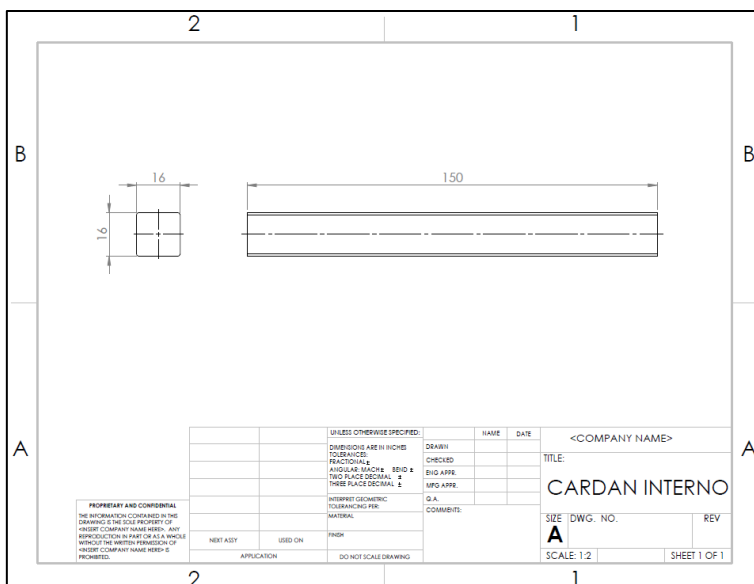 2 1
B B
16 150
16
A A
UNLESS OTHERWISE SPECIFIED:
DIMENSIONS ARE IN INCHES
TOLERANCES:
FRACTIONAL±
ANGULAR: MACH± BEND ±
TWO PLACE DECIMAL ±
THREE PLACE DECIMAL ±
INTERPRET GEOMETRIC
TOLERANCING PER:
MATERIAL
FINISH
DO NOT SCALE DRAWING
NAME DATE
DRAWN
CHECKED
ENG APPR.
MFG APPR.
Q.A.
COMMENTS:
<COMPANY NAME>
TITLE:
CARDAN INTERNO
SIZE DWG. NO. REV
A
SCALE: 1:2 SHEET 1 OF 1
PROPRIETARY AND CONFIDENTIAL
THE INFORMATION CONTAINED IN THIS
DRAWING IS THE SOLE PROPERTY OF
<INSERT COMPANY NAME HERE>. ANY
REPRODUCTION IN PART OR AS A WHOLE
WITHOUT THE WRITTEN PERMISSION OF
<INSERT COMPANY NAME HERE> IS
PROHIBITED.
NEXT ASSY USED ON
APPLICATION
2 1